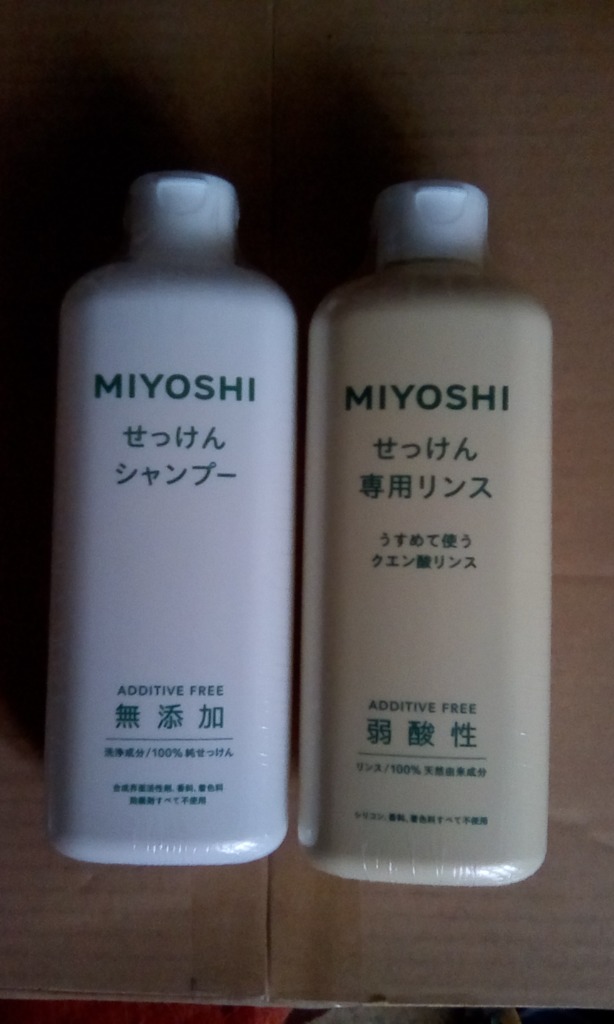 MIYOSHI
せっけん
シャンプー
ADDITIVE FREE
無添加
洗浄成分/100%純せっけん
合成界面活性剤、香料、着色料
防腐剤すべて不使用
MIYOSHI
せっけん
専用リンス
うすめて使う
クエン酸リンス
ADDITIVE FREE
弱酸性
リンス/100%天然由来成分
シリコン、香料、着色料すべて不使用